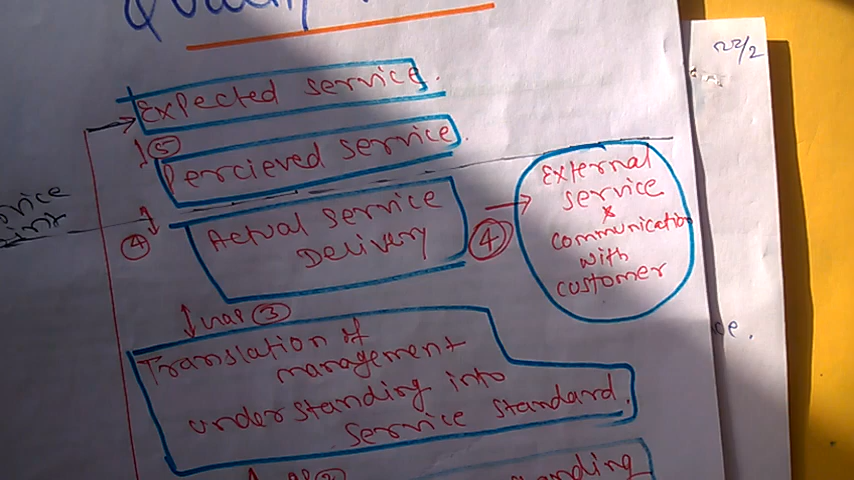 Quality
22/2
Expected service.
5
Percieved service.
External
service
&
communication
with
customer
Actual service
Delivery
4
4
GAP 3
Translation of
management
understanding into
service standard.